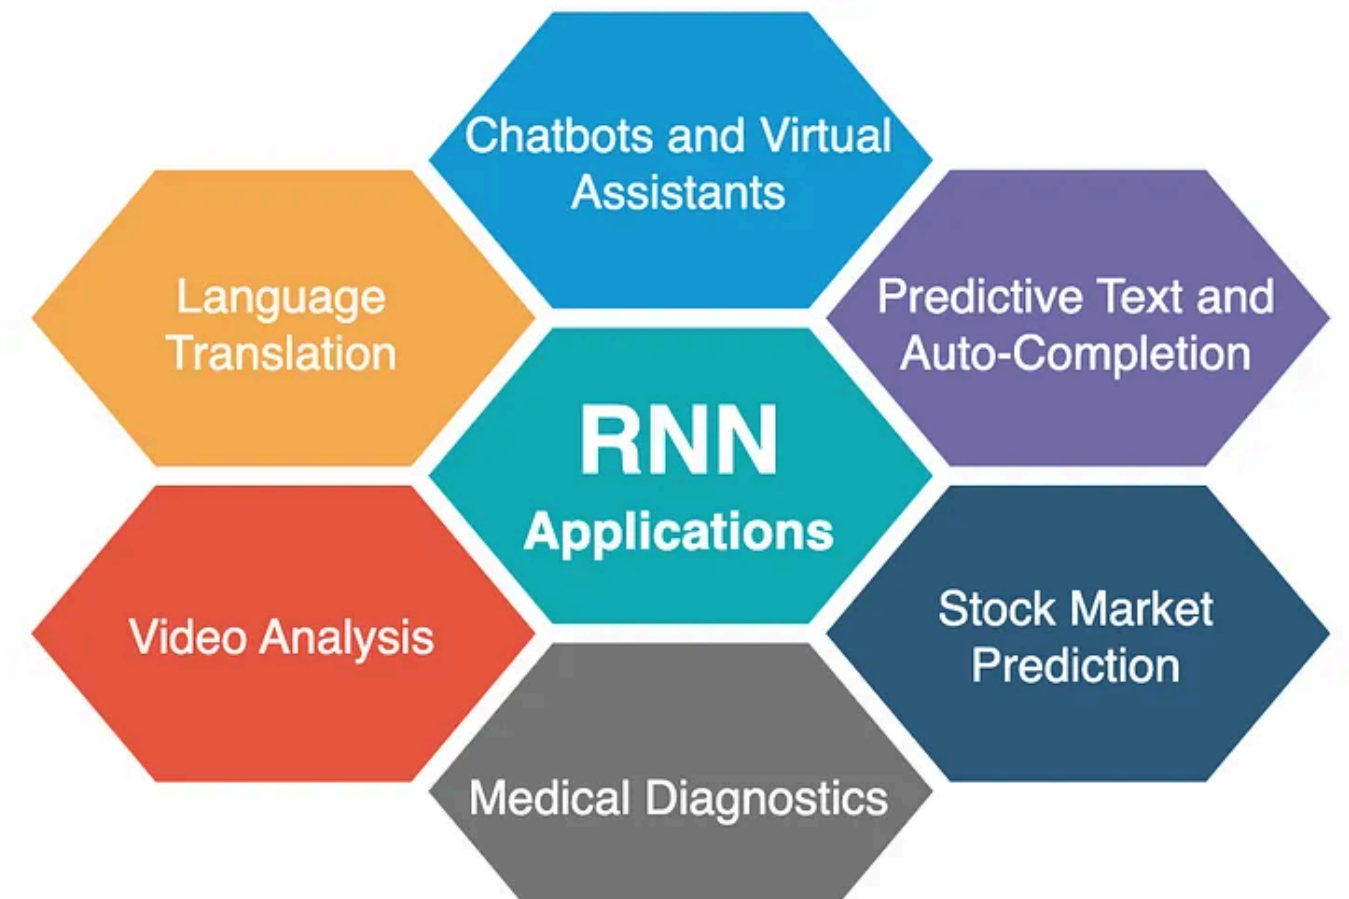 Chatbots and Virtual
Assistants
Language
Translation
Predictive Text and
Auto-Completion
RNN
Applications
Video Analysis
Stock Market
Prediction
Medical Diagnostics